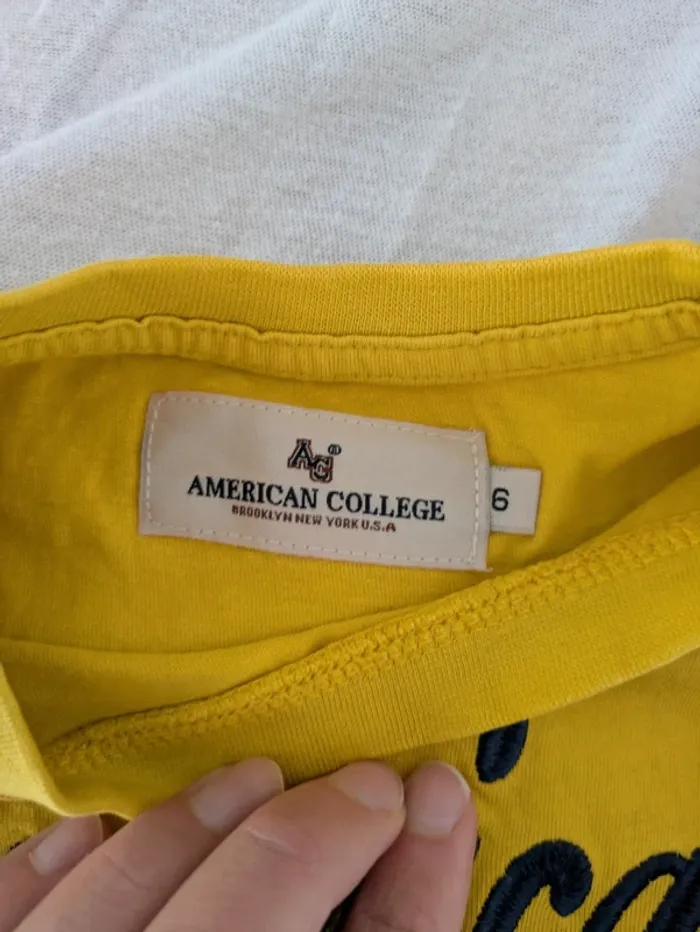 AC®
AMERICAN COLLEGE
BROOKLYN NEW YORK U.S.A
6